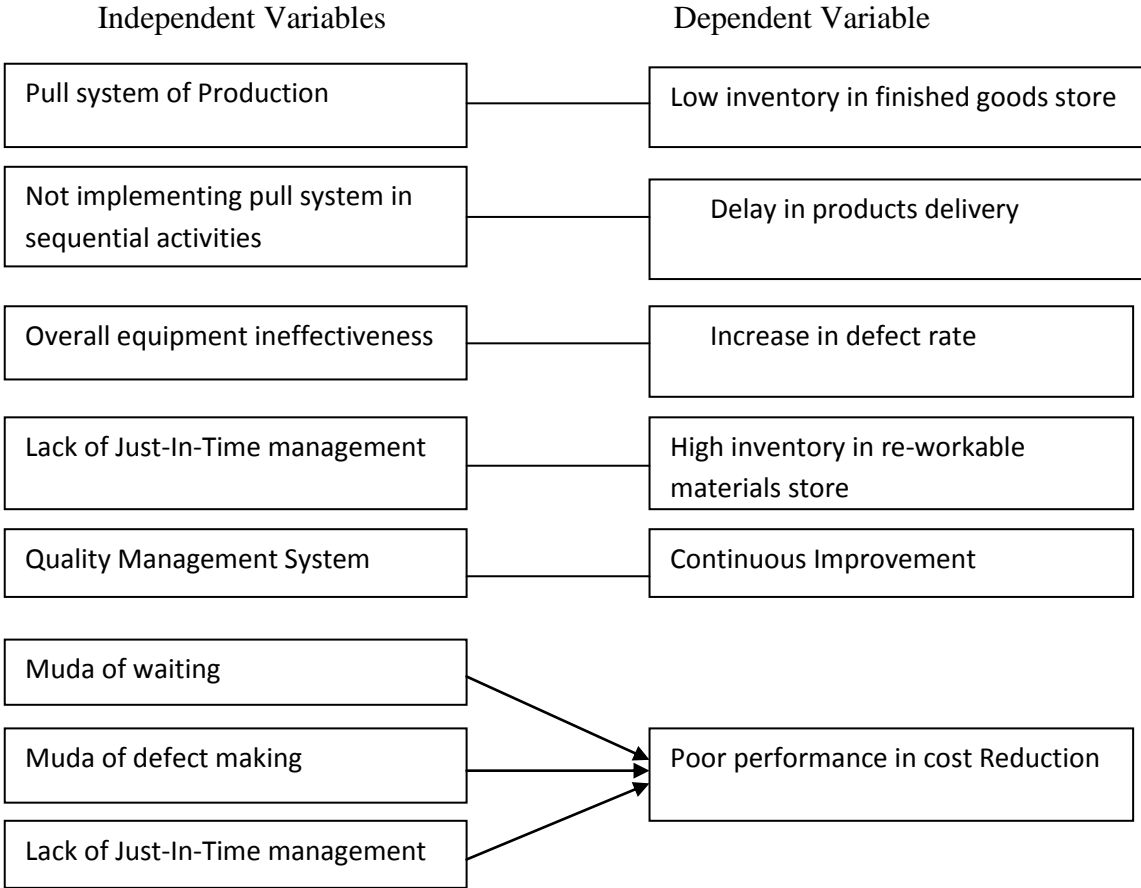 Independent Variables
Dependent Variable
Pull system of Production
Low inventory in finished goods store
Not implementing pull system in
sequential activities
Delay in products delivery
Overall equipment ineffectiveness
Increase in defect rate
Lack of Just-In-Time management
High inventory in re-workable
materials store
Quality Management System
Continuous Improvement
Muda of waiting
Muda of defect making
Poor performance in cost Reduction
Lack of Just-In-Time management